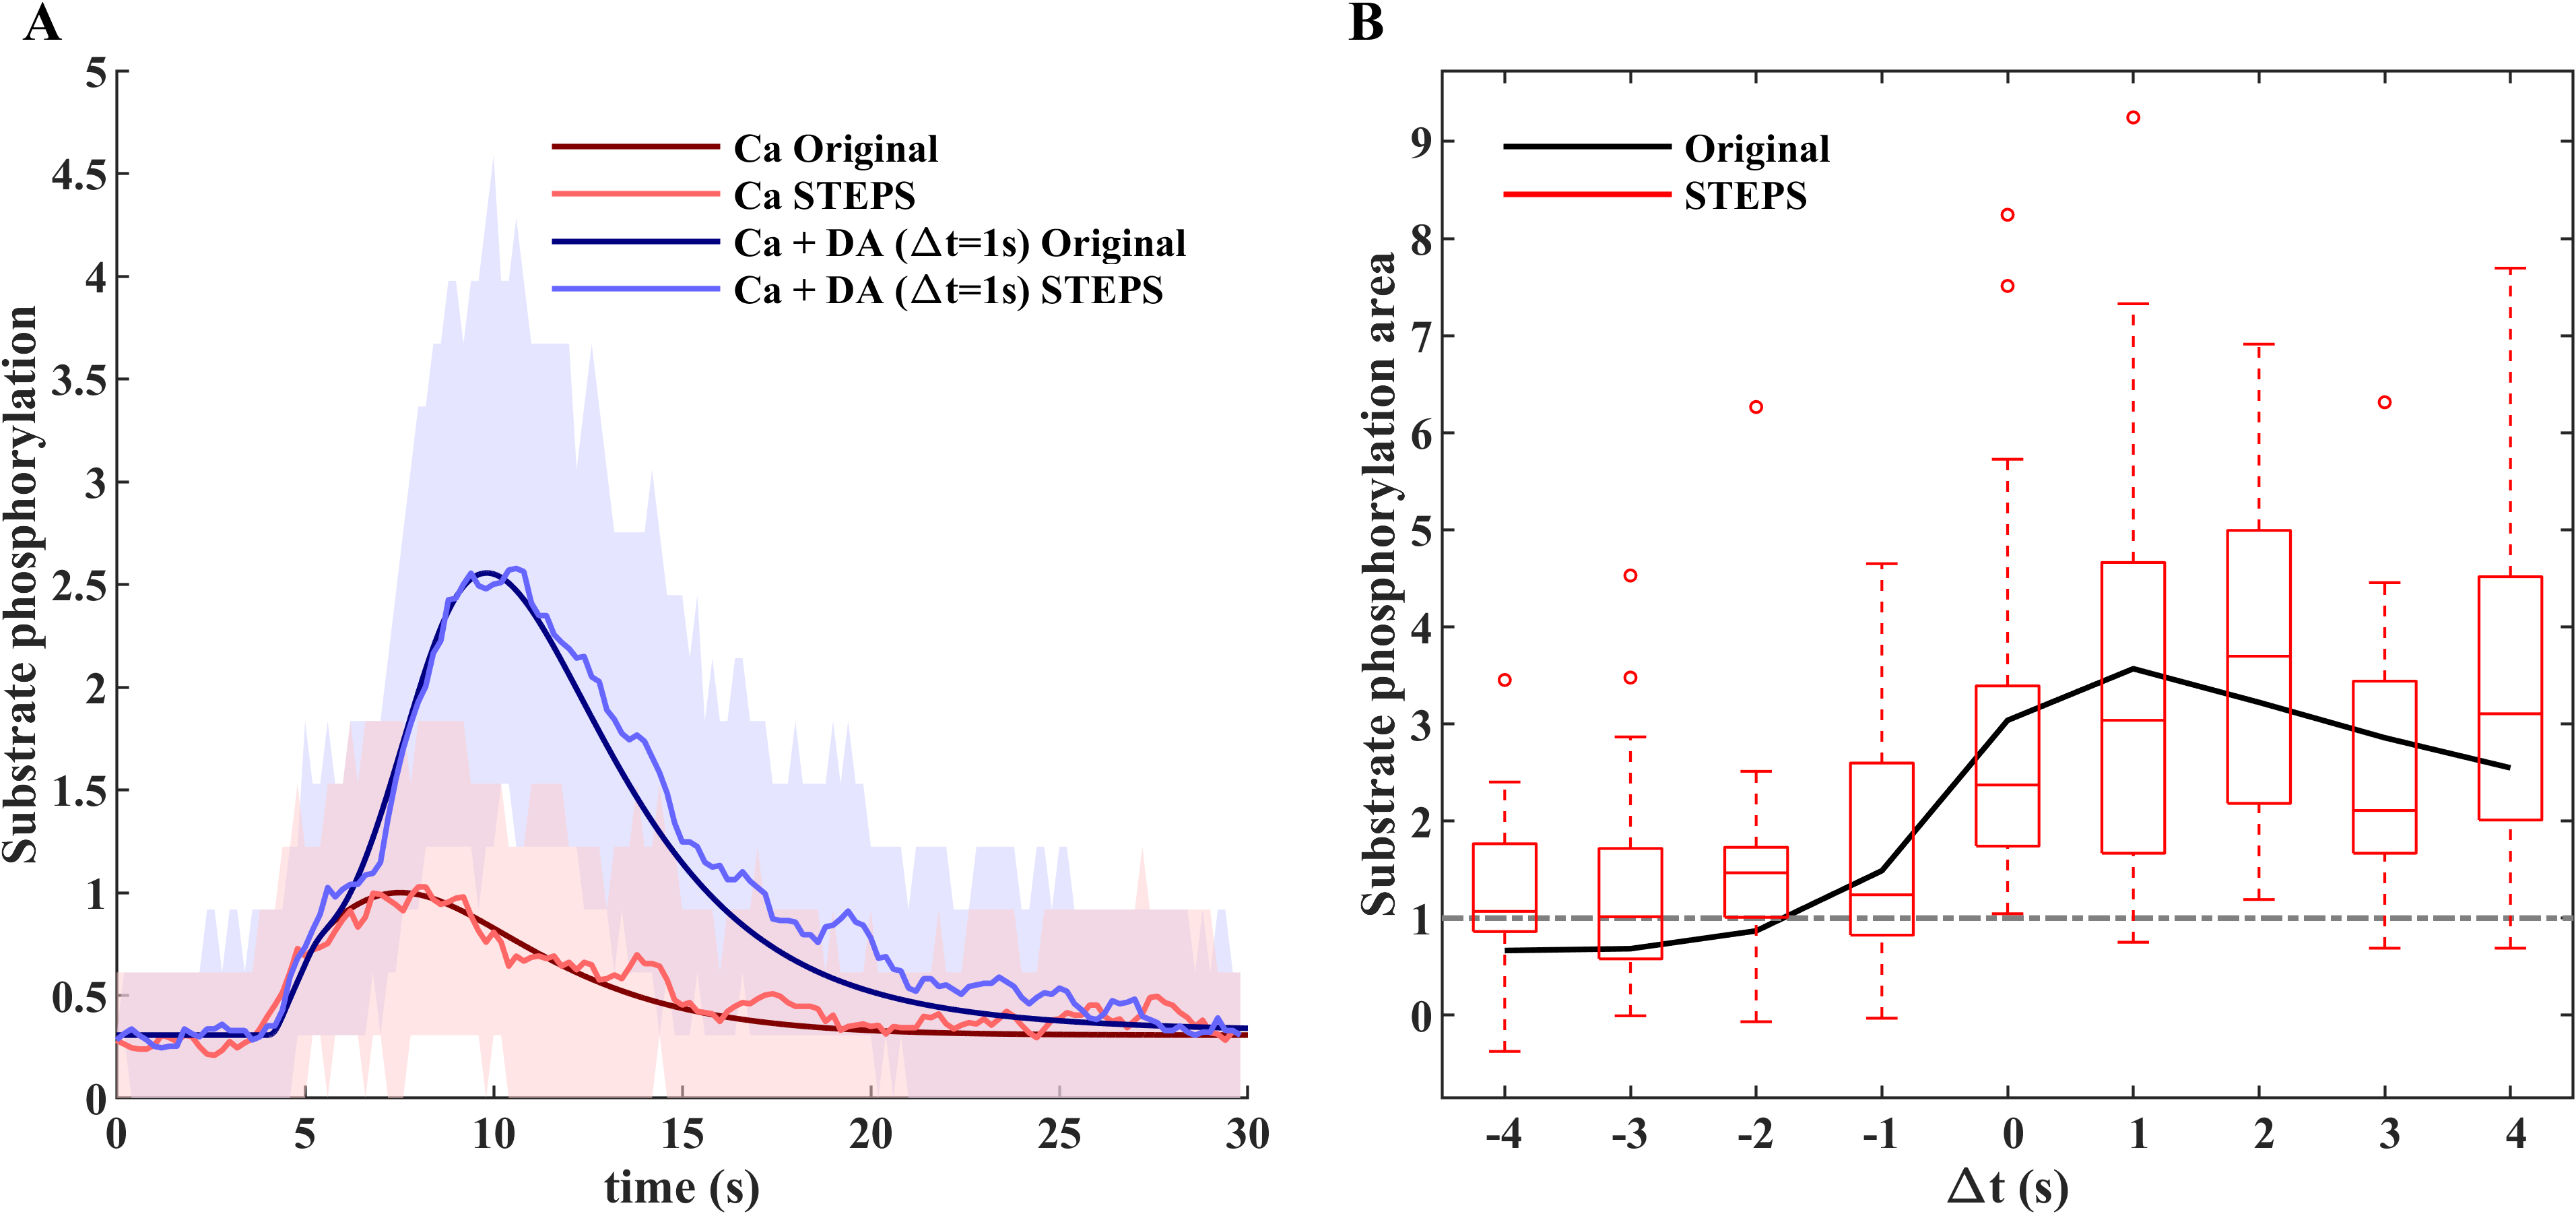 A
Substrate phosphorylation
5
4.5
4
3.5
3
2.5
2
1.5
1
0.5
0
Ca Original
Ca STEPS
Ca + DA (Δt=1s) Original
Ca + DA (Δt=1s) STEPS
0 5 10 15 20 25 30
time (s)
B
Substrate phosphorylation area
9
8
7
6
5
4
3
2
1
0
Original
STEPS
-4 -3 -2 -1 0 1 2 3 4
Δt (s)